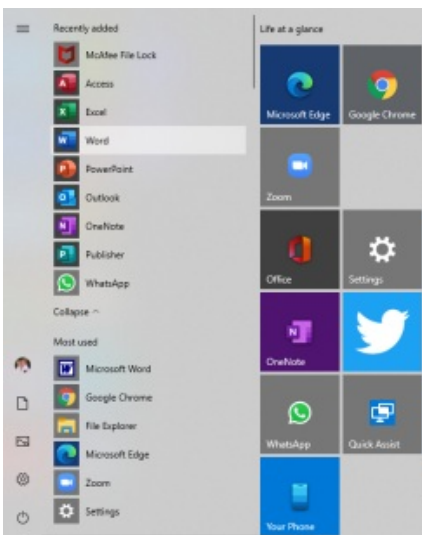 Recently added
McAfee File Lock
Access
Excel
Word
PowerPoint
Outlook
OneNote
Publisher
WhatsApp
Collapse
Most used
Microsoft Word
Google Chrome
File Explorer
Microsoft Edge
Zoom
Settings
Life at a glance
Microsoft Edge
Google Chrome
Zoom
Office
Settings
OneNote
WhatsApp
Quick Assist
Your Phone